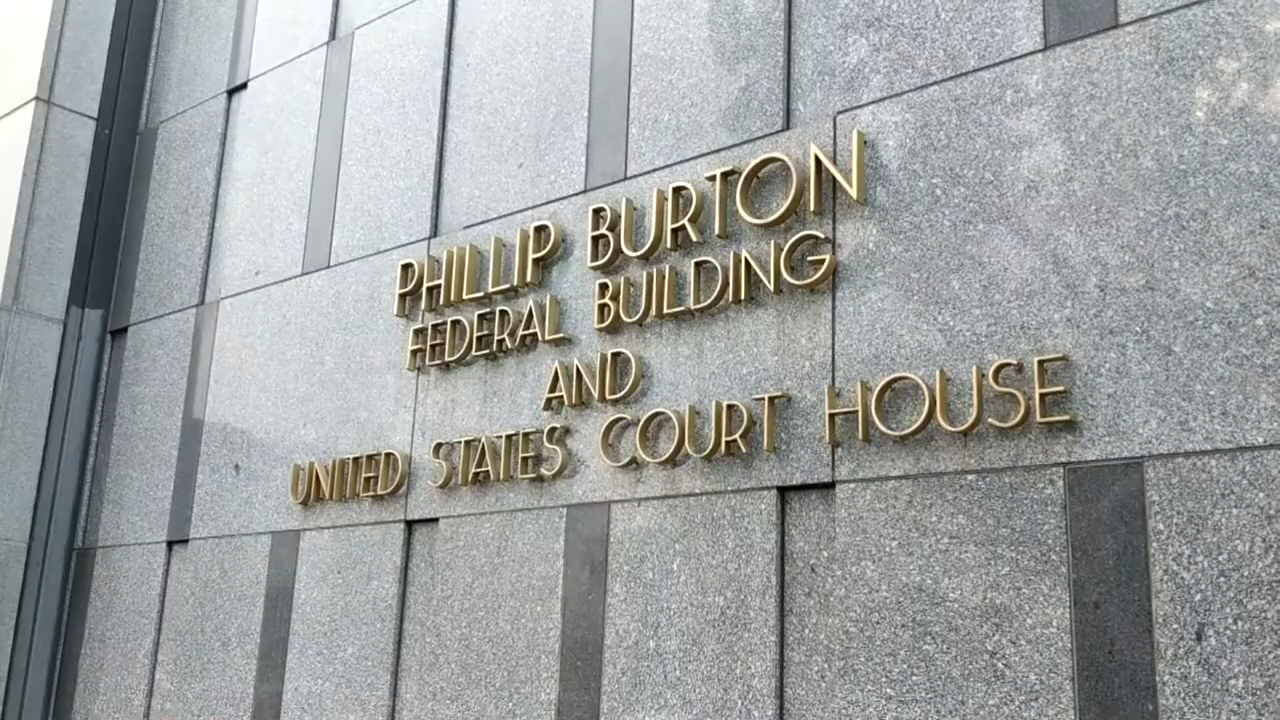 PHILLIP BURTON
FEDERAL BUILDING
AND
UNITED STATES COURT HOUSE